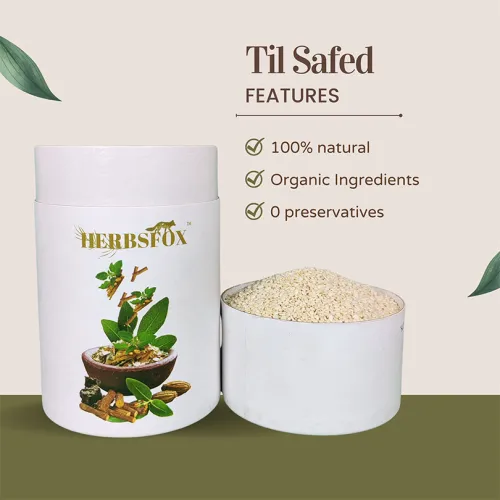 Til Safed
FEATURES
100% natural
Organic Ingredients
0 preservatives
HERBSFOX